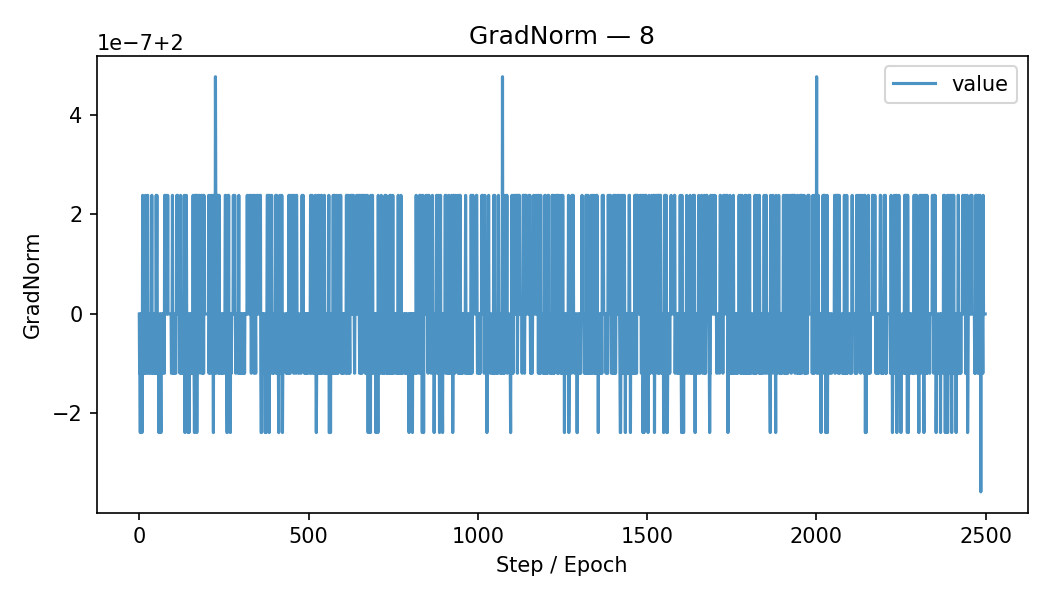 GradNorm — 8
1e−7+2
value
4
2
0
−2
GradNorm
0
500
1000
1500
2000
2500
Step / Epoch